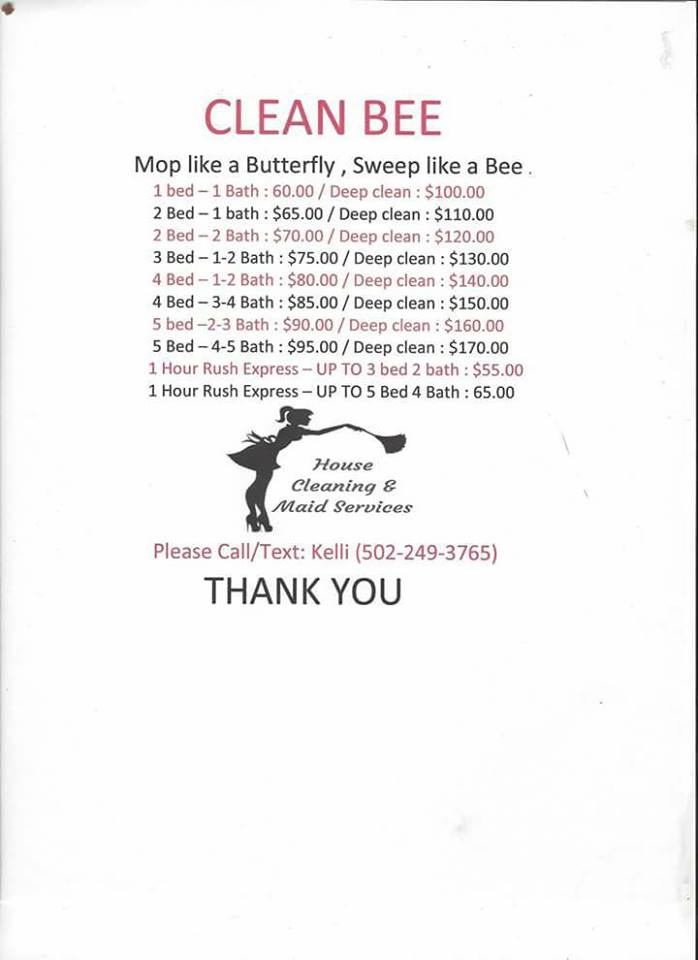 CLEAN BEE
Mop like a Butterfly , Sweep like a Bee .
1 bed – 1 Bath : 60.00 / Deep clean : $100.00
2 Bed – 1 bath : $65.00 / Deep clean : $110.00
2 Bed – 2 Bath : $70.00 / Deep clean : $120.00
3 Bed – 1-2 Bath : $75.00 / Deep clean : $130.00
4 Bed – 1-2 Bath : $80.00 / Deep clean : $140.00
4 Bed – 3-4 Bath : $85.00 / Deep clean : $150.00
5 bed –2-3 Bath : $90.00 / Deep clean : $160.00
5 Bed – 4-5 Bath : $95.00 / Deep clean : $170.00
1 Hour Rush Express – UP TO 3 bed 2 bath : $55.00
1 Hour Rush Express – UP TO 5 Bed 4 Bath : 65.00
House
Cleaning &
Maid Services
Please Call/Text: Kelli (502-249-3765)
THANK YOU